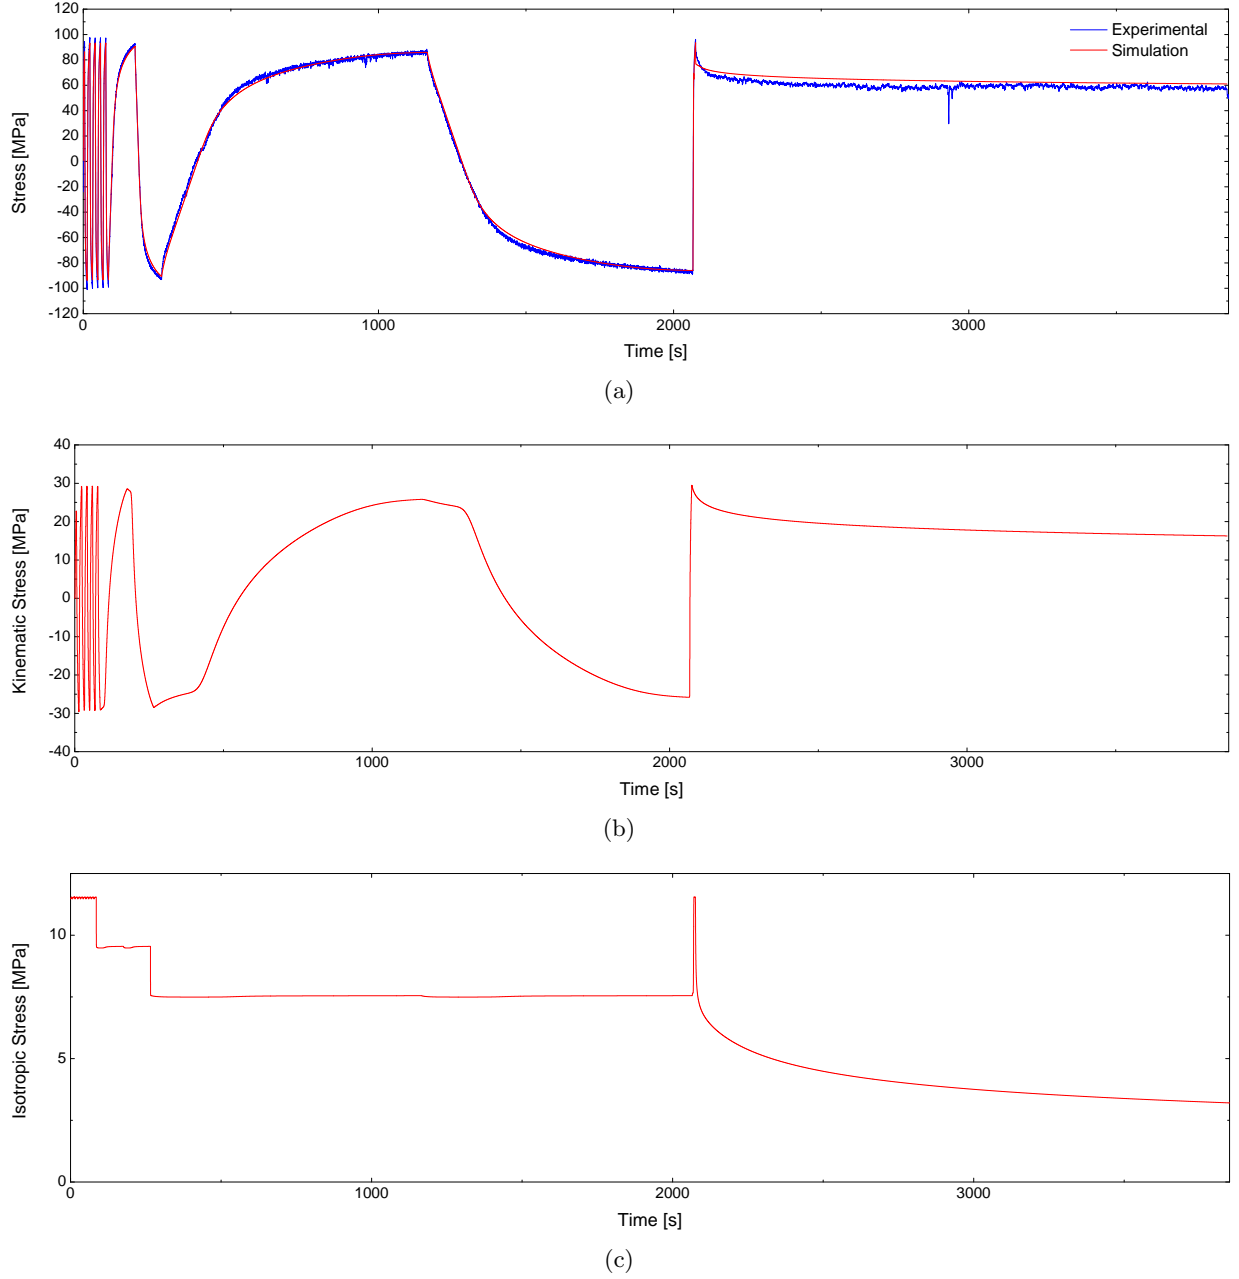 120
100
80
60
40
20
0
-20
-40
-60
-80
-100
-120
Stress [MPa]
Experimental
Simulation
0 1000 2000 3000
Time [s]
(a)
40
30
20
10
0
-10
-20
-30
-40
Kinematic Stress [MPa]
0 1000 2000 3000
Time [s]
(b)
10
5
0
Isotropic Stress [MPa]
0 1000 2000 3000
Time [s]
(c)